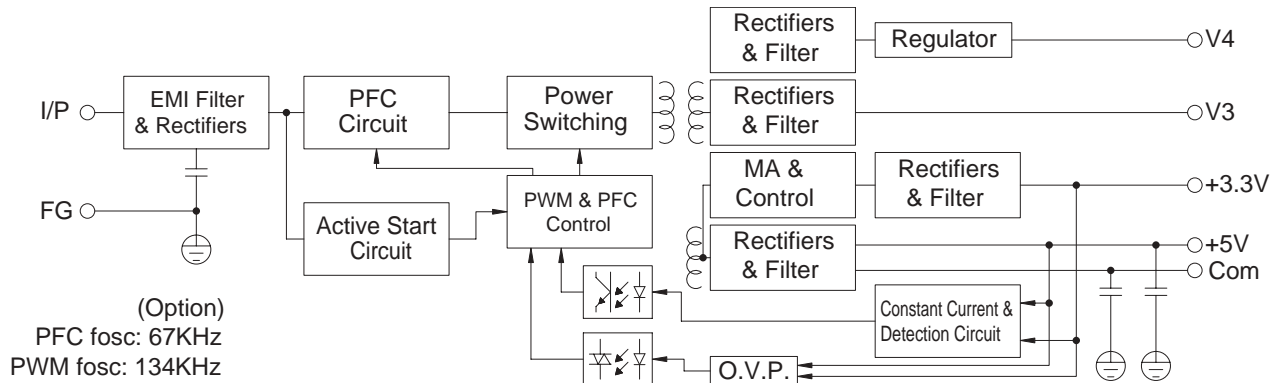 Rectifiers
& Filter
Regulator
V4
I/P
EMI Filter
& Rectifiers
PFC
Circuit
Power
Switching
Rectifiers
& Filter
V3
FG
Active Start
Circuit
PWM & PFC
Control
MA &
Control
Rectifiers
& Filter
+3.3V
Rectifiers
& Filter
+5V
Com
Constant Current &
Detection Circuit
O.V.P.
(Option)
PFC fosc: 67KHz
PWM fosc: 134KHz